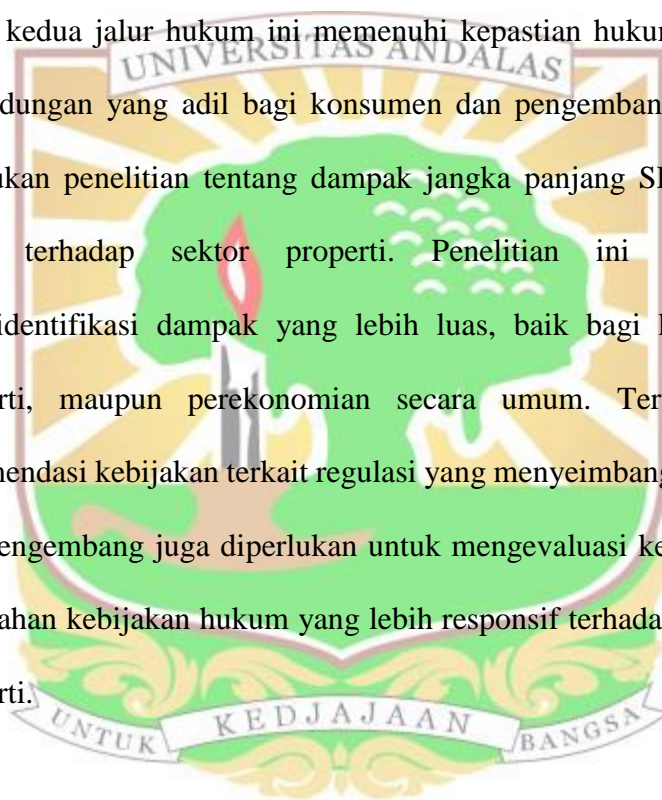 kedua jalur hukum ini memenuhi kepastian hukum
UNIVERSITAS ANDALAS
dungan yang adil bagi konsumen dan pengemban
ukan penelitian tentang dampak jangka panjang
terhadap sektor properti. Penelitian ini
identifikasi dampak yang lebih luas, baik bagi
rti, maupun perekonomian secara umum. Ter
nendasi kebijakan terkait regulasi yang menyeimbang
engembang juga diperlukan untuk mengevaluasi ke
ahan kebijakan hukum yang lebih responsif terhada
rti.
UNTUK KEDJAJAAN BANGSA